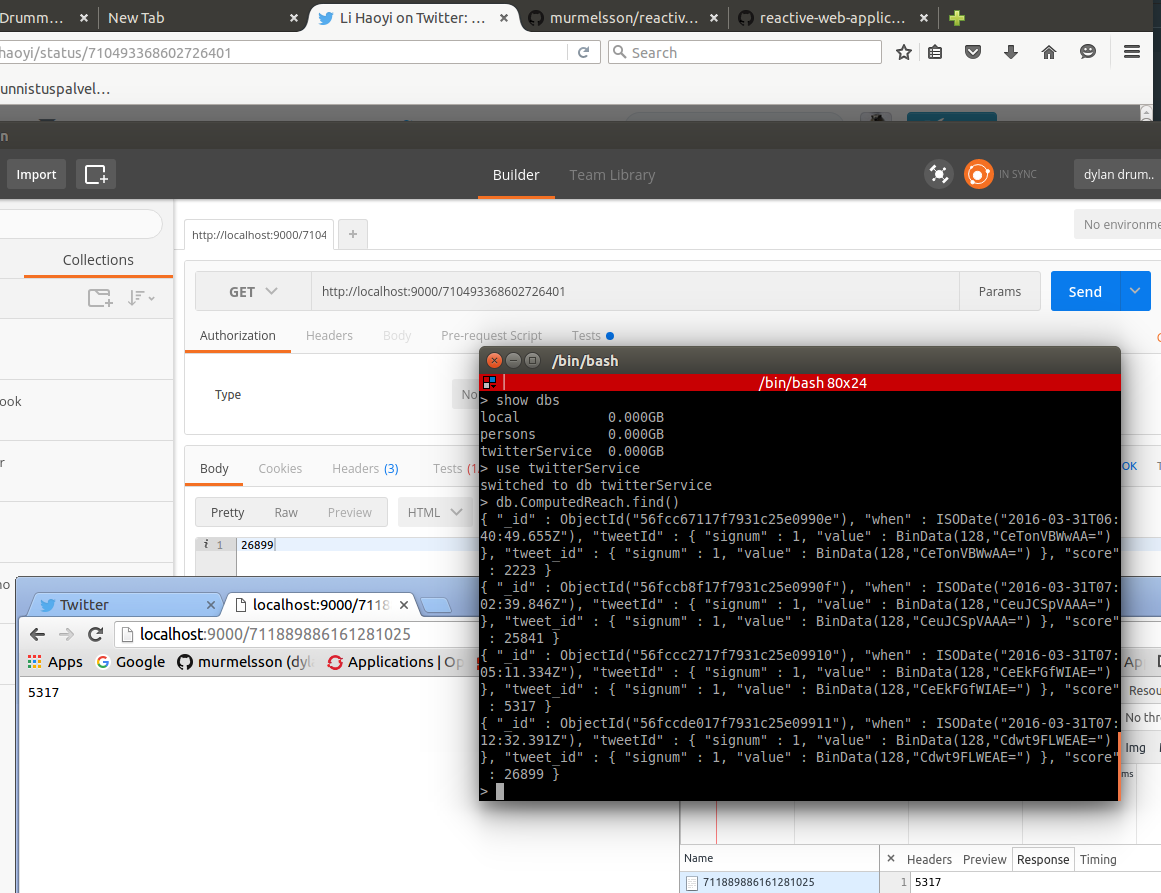 Drumm…
New Tab
Li Haoyi on Twitter: …
murmelsson/reactiv…
reactive-web-applic…
haoyi/status/710493368602726401
Search
unnistuspalvel…
n
Import
Builder
Team Library
IN SYNC
dylan drum..
http://localhost:9000/7104
+
No environme
Collections
GET
http://localhost:9000/710493368602726401
Params
Send
Authorization
Headers
Body
Pre-request Script
Tests
Type
No
ook
r
Body
Cookies
Headers (3)
Tests (1
OK
Pretty
Raw
Preview
HTML
i 1
26899
no
/bin/bash
/bin/bash 80x24
> show dbs
local 0.000GB
persons 0.000GB
twitterService 0.000GB
> use twitterService
switched to db twitterService
> db.ComputedReach.find()
{ "_id" : ObjectId("56fcc67117f7931c25e0990e"), "when" : ISODate("2016-03-31T06:
40:49.655Z"), "tweetId" : { "signum" : 1, "value" : BinData(128,"CeTonVBWwAA=")
}, "tweet_id" : { "signum" : 1, "value" : BinData(128,"CeTonVBWwAA=") }, "score"
: 2223 }
{ "_id" : ObjectId("56fccb8f17f7931c25e0990f"), "when" : ISODate("2016-03-31T07:
02:39.846Z"), "tweetId" : { "signum" : 1, "value" : BinData(128,"CeuJCSpVAAA=")
}, "tweet_id" : { "signum" : 1, "value" : BinData(128,"CeuJCSpVAAA=") }, "score"
: 25841 }
{ "_id" : ObjectId("56fccc2717f7931c25e09910"), "when" : ISODate("2016-03-31T07:
05:11.334Z"), "tweetId" : { "signum" : 1, "value" : BinData(128,"CeEkFGfWIAE=")
}, "tweet_id" : { "signum" : 1, "value" : BinData(128,"CeEkFGfWIAE=") }, "score"
: 5317 }
{ "_id" : ObjectId("56fccde017f7931c25e09911"), "when" : ISODate("2016-03-31T07:
12:32.391Z"), "tweetId" : { "signum" : 1, "value" : BinData(128,"Cdwt9FLWEAE=")
}, "tweet_id" : { "signum" : 1, "value" : BinData(128,"Cdwt9FLWEAE=") }, "score"
: 26899 }
>
Twitter
localhost:9000/7118
localhost:9000/711889886161281025
Apps
Google
murmelsson (dyl
Applications | Op
Ap
5317
Resou
No thro
Img
ms
Name
Headers
Preview
Response
Timing
711889886161281025
1
5317